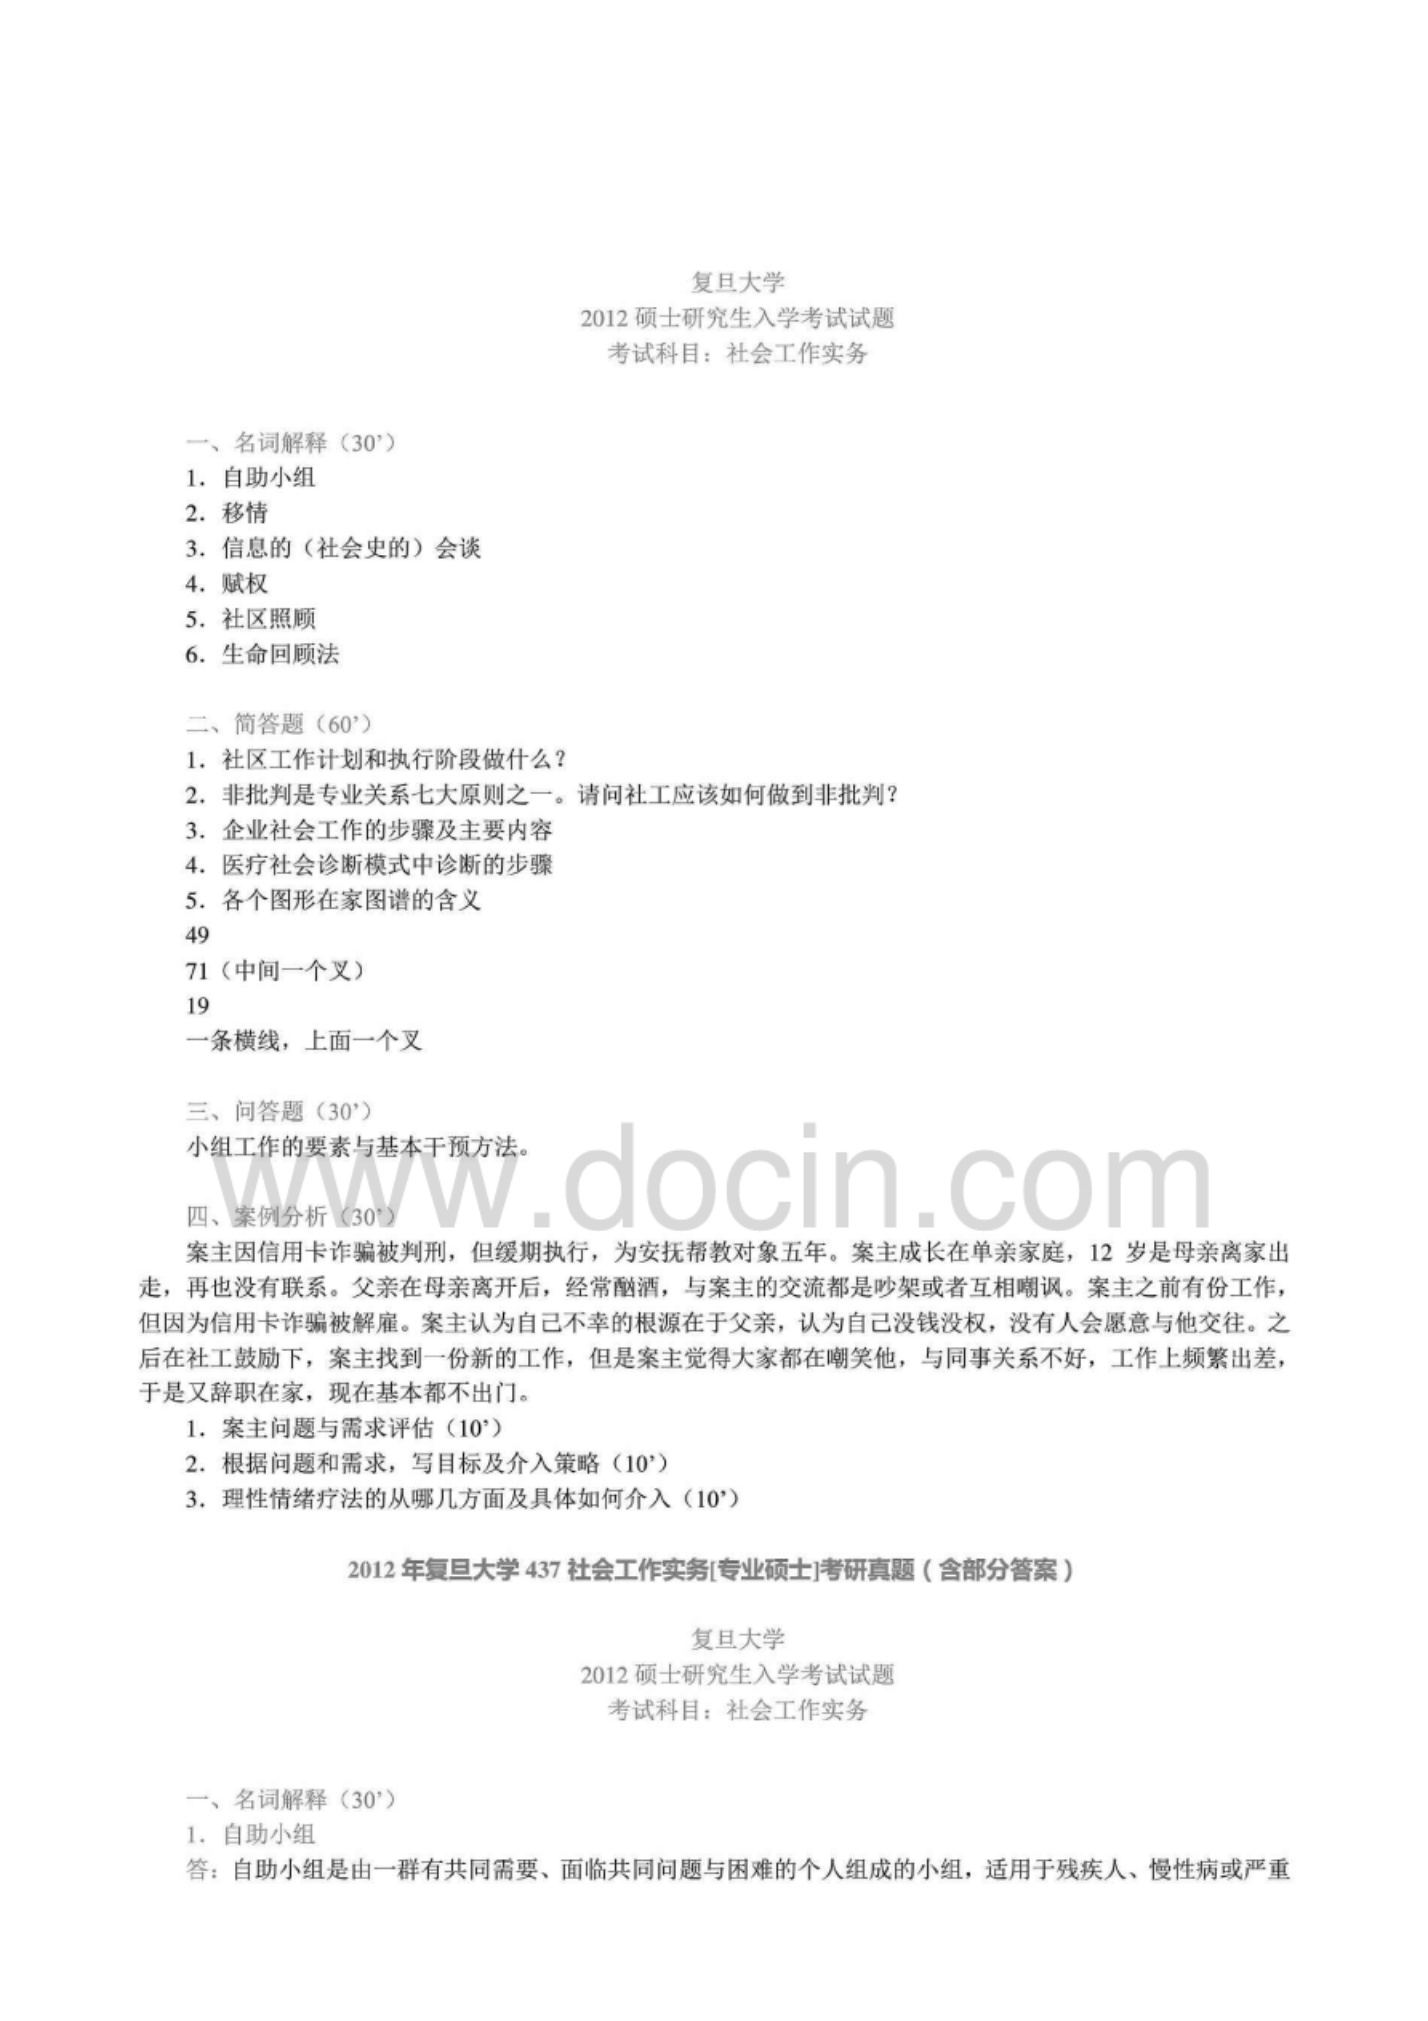 复旦大学
2012 硕士研究生入学考试试题
考试科目：社会工作实务
一、名词解释（30’）
1．自助小组
2．移情
3．信息的（社会史的）会谈
4．赋权
5．社区照顾
6．生命回顾法
二、简答题（60’）
1．社区工作计划和执行阶段做什么？
2．非批判是专业关系七大原则之一。请问社工应该如何做到非批判？
3．企业社会工作的步骤及主要内容
4．医疗社会诊断模式中诊断的步骤
5．各个图形在家图谱的含义
49
71（中间一个叉）
19
一条横线，上面一个叉
三、问答题（30’）
小组工作的要素与基本干预方法。
www.docin.com
四、案例分析（30’）
案主因信用卡诈骗被判刑，但缓期执行，为安抚帮教对象五年。案主成长在单亲家庭，12 岁是母亲离家出
走，再也没有联系。父亲在母亲离开后，经常酗酒，与案主的交流都是吵架或者互相嘲讽。案主之前有份工作，
但因为信用卡诈骗被解雇。案主认为自己不幸的根源在于父亲，认为自己没钱没权，没有人会愿意与他交往。之
后在社工鼓励下，案主找到一份新的工作，但是案主觉得大家都在嘲笑他，与同事关系不好，工作上频繁出差，
于是又辞职在家，现在基本都不出门。
1．案主问题与需求评估（10’）
2．根据问题和需求，写目标及介入策略（10’）
3．理性情绪疗法的从哪几方面及具体如何介入（10’）
2012 年复旦大学 437 社会工作实务[专业硕士]考研真题（含部分答案）
复旦大学
2012 硕士研究生入学考试试题
考试科目：社会工作实务
一、名词解释（30’）
1．自助小组
答：自助小组是由一群有共同需要、面临共同问题与困难的个人组成的小组，适用于残疾人、慢性病或严重